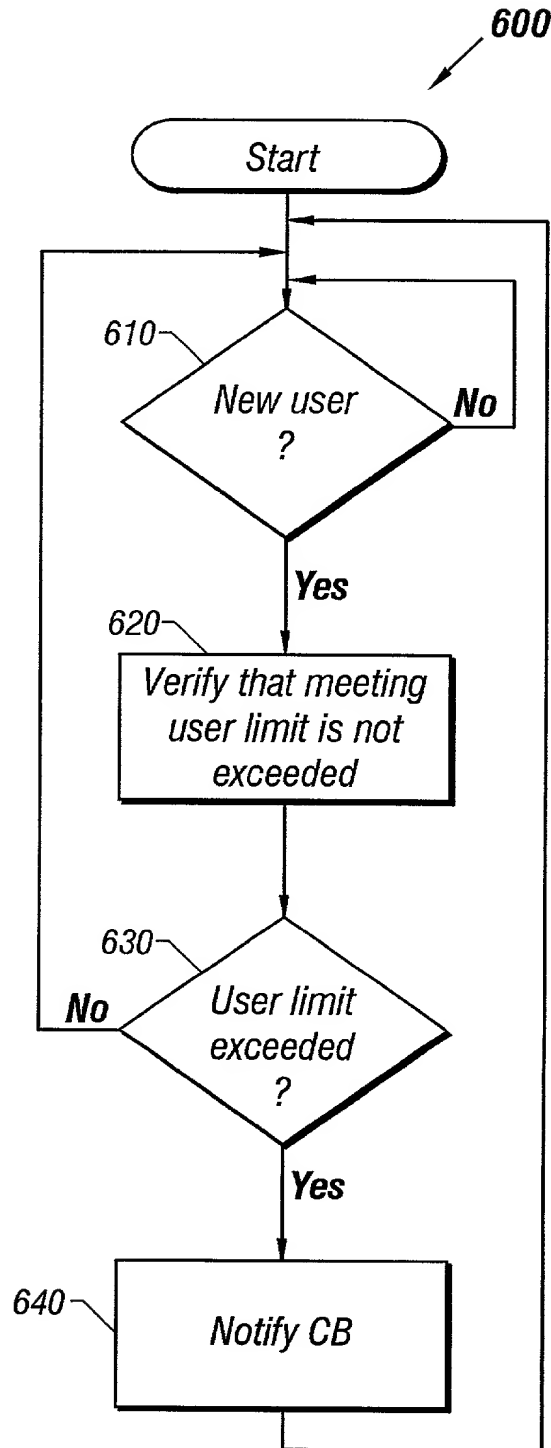 600
Start
610
New user
?
No
Yes
620
Verify that meeting
user limit is not
exceeded
630
User limit
exceeded
?
No
Yes
640
Notify CB